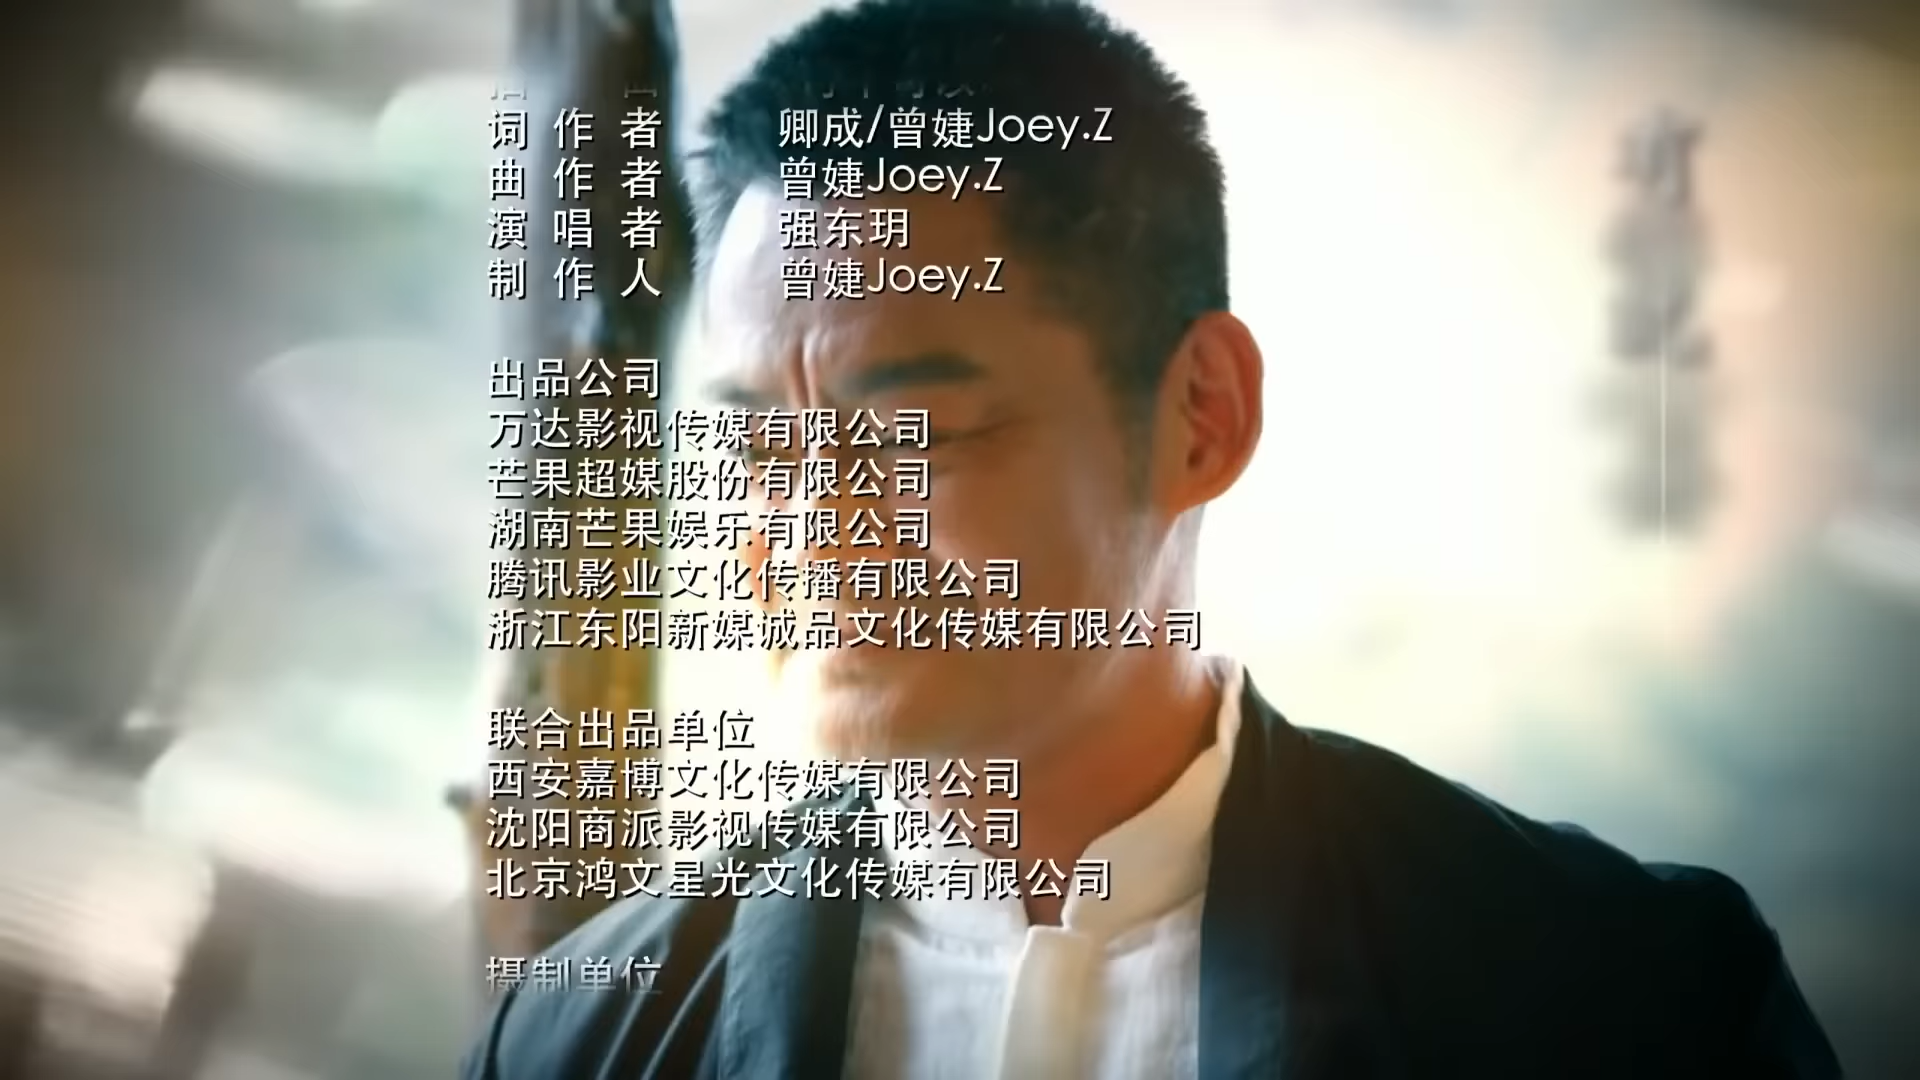 词作者 卿成/曾婕Joey.Z
曲作者 曾婕Joey.Z
演唱者 强东玥
制作人 曾婕Joey.Z
出品公司
万达影视传媒有限公司
芒果超媒股份有限公司
湖南芒果娱乐有限公司
腾讯影业文化传播有限公司
浙江东阳新媒诚品文化传媒有限公司
联合出品单位
西安嘉博文化传媒有限公司
沈阳商派影视传媒有限公司
北京鸿文星光文化传媒有限公司
摄制单位